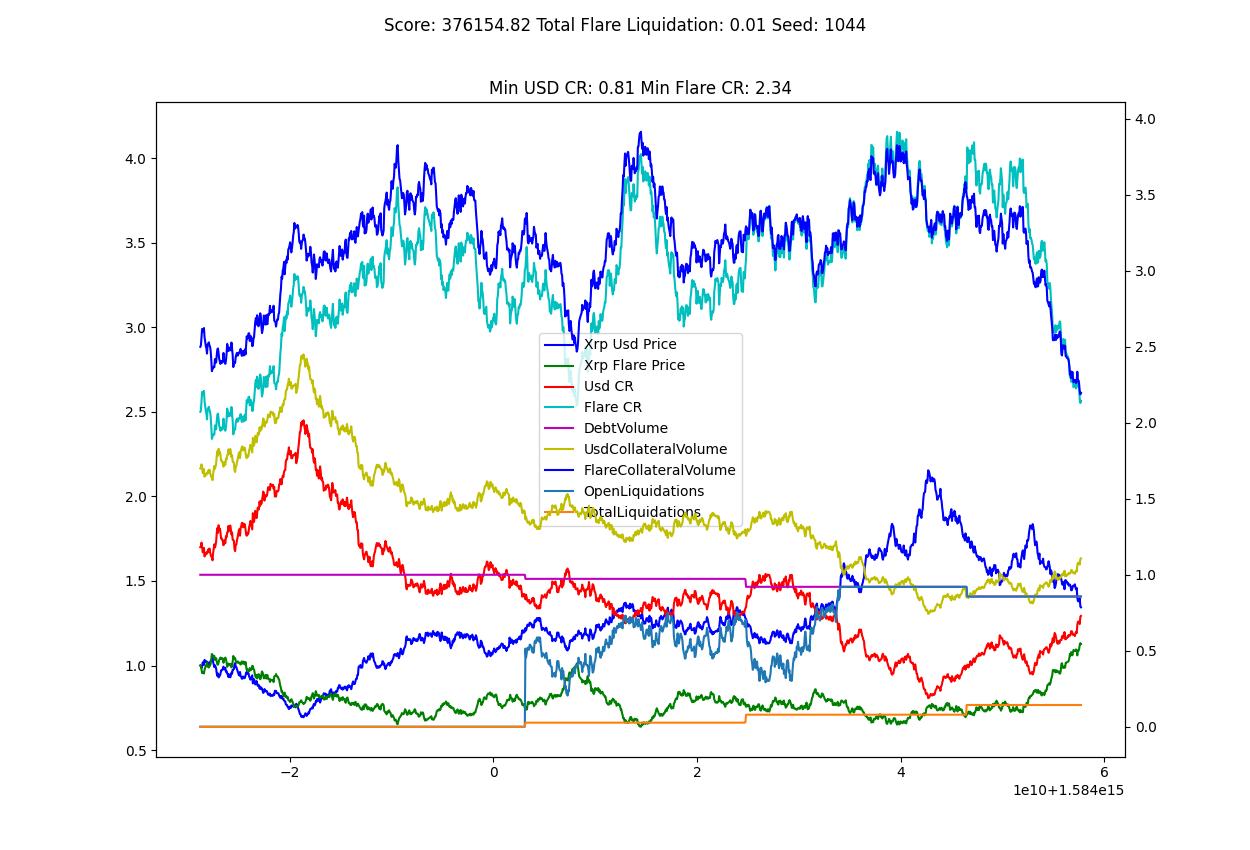 Score: 376154.82 Total Flare Liquidation: 0.01 Seed: 1044
Min USD CR: 0.81 Min Flare CR: 2.34
4.0
3.5
3.0
2.5
2.0
1.5
1.0
0.5
4.0
3.5
3.0
2.5
2.0
1.5
1.0
0.5
0.0
Xrp Usd Price
Xrp Flare Price
Usd CR
Flare CR
DebtVolume
UsdCollateralVolume
FlareCollateralVolume
OpenLiquidations
TotalLiquidations
−2 0 2 4 6
1e10+1.584e15